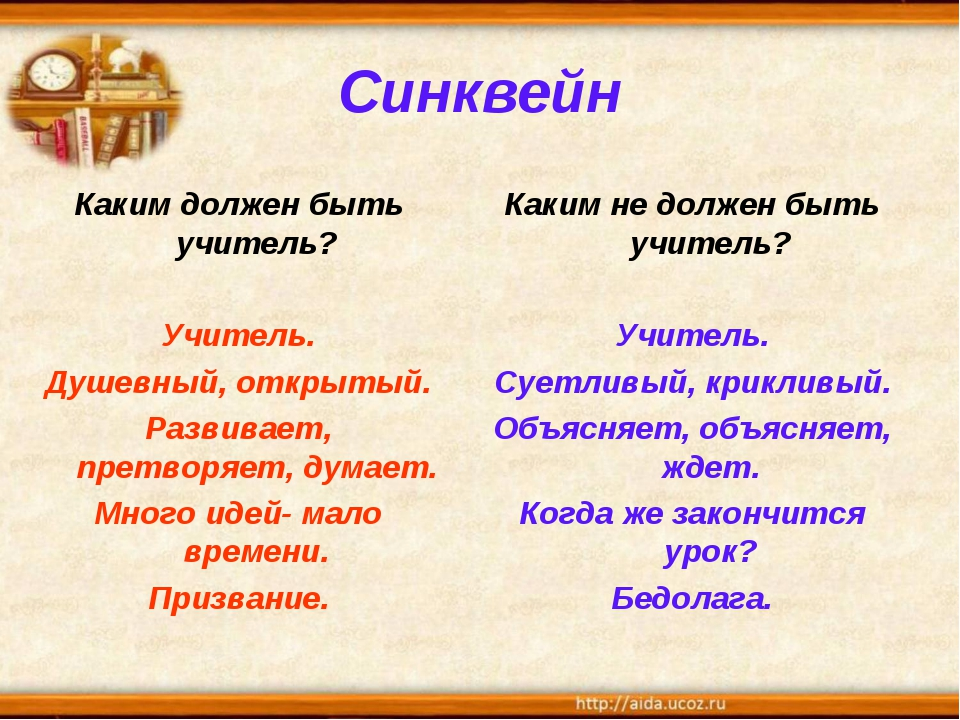 Синквейн
Каким должен быть
учитель?
Учитель.
Душевный, открытый.
Развивает,
претворяет, думает.
Много идей- мало
времени.
Призвание.
Каким не должен быть
учитель?
Учитель.
Суетливый, крикливый.
Объясняет, объясняет,
ждет.
Когда же закончится
урок?
Бедолага.
BASEBALL
http://aida.ucoz.ru